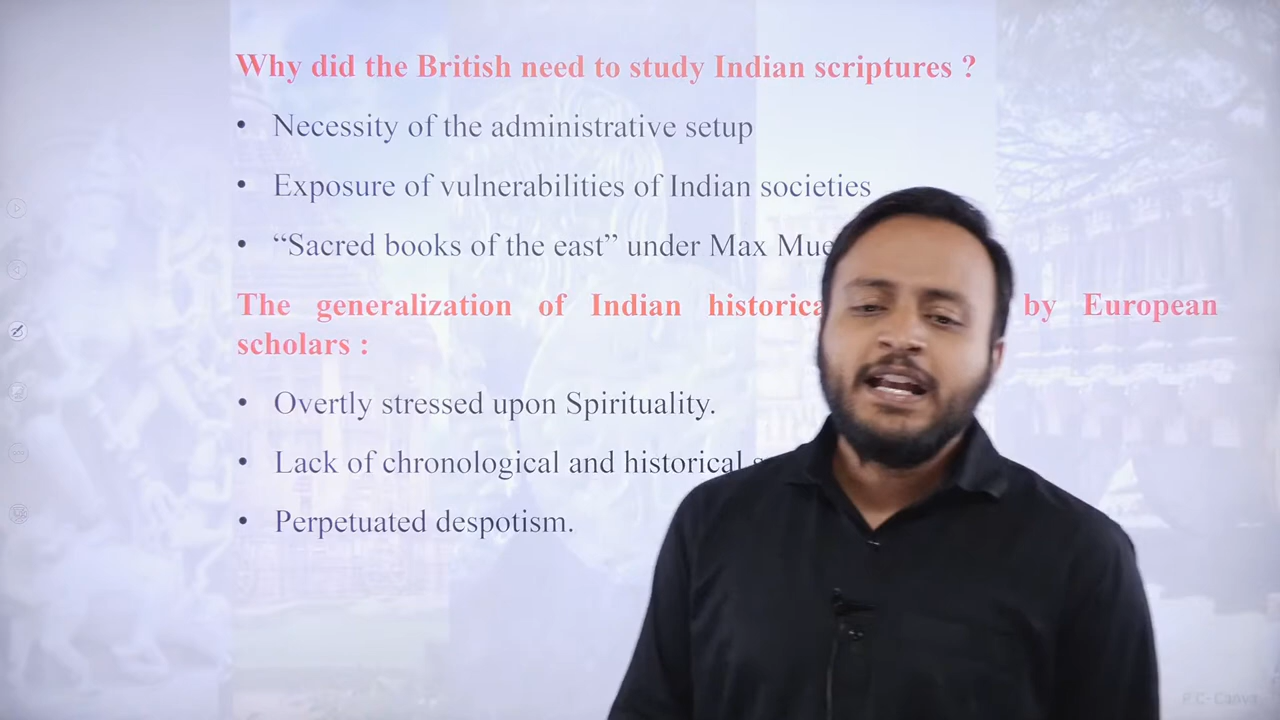 Why did the British need to study Indian scriptures ?
• Necessity of the administrative setup
• Exposure of vulnerabilities of Indian societies
• “Sacred books of the east” under Max
The generalization of Indian by European
scholars :
• Overtly stressed upon Spirituality.
• Lack of chronological and historical
• Perpetuated despotism.